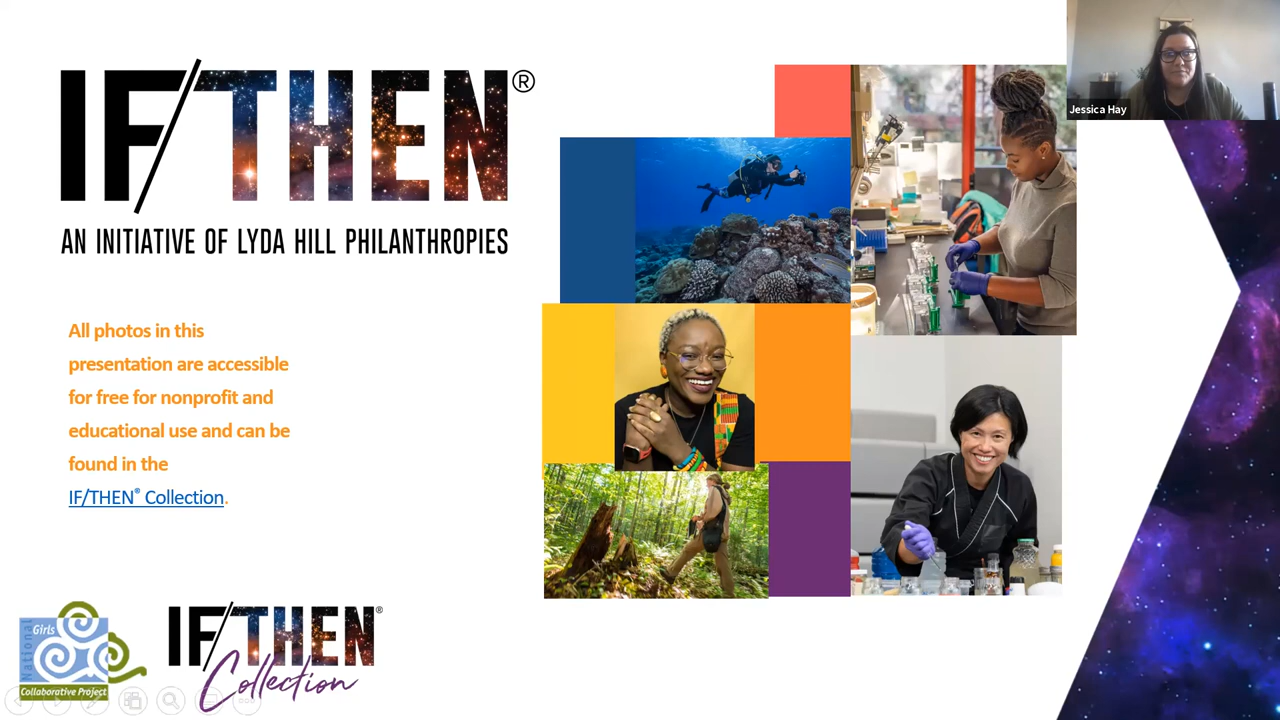 IF/THEN®
AN INITIATIVE OF LYDA HILL PHILANTHROPIES
All photos in this
presentation are accessible
for free for nonprofit and
educational use and can be
found in the
IF/THEN® Collection.
National
Girls
Collaborative Project
IF/THEN®
Collection
Jessica Hay